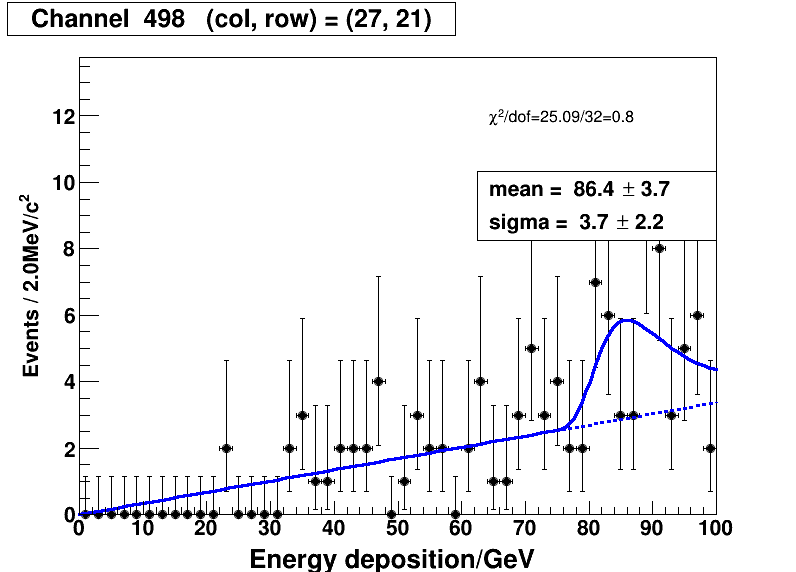 Channel 498 (col, row) = (27, 21)
χ²/dof=25.09/32=0.8
mean = 86.4 ± 3.7
sigma = 3.7 ± 2.2
Events / 2.0MeV/c²
12
10
8
6
4
2
0
0 10 20 30 40 50 60 70 80 90 100
Energy deposition/GeV